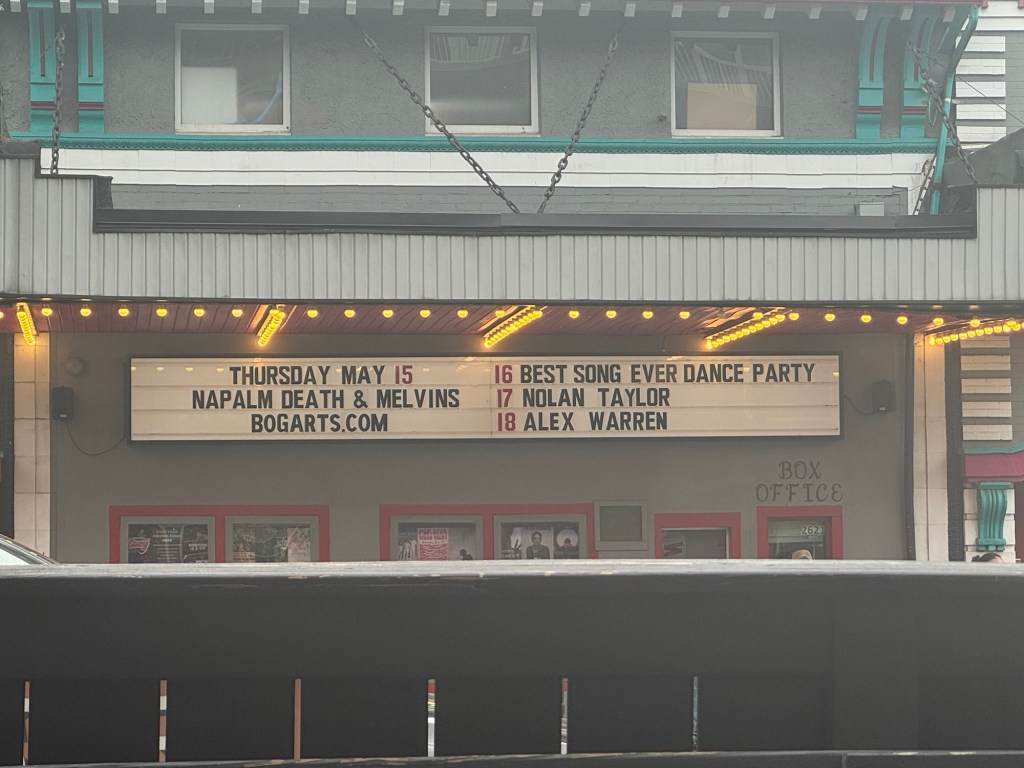 THURSDAY MAY 15
NAPALM DEATH & MELVINS
BOGARTS.COM
16 BEST SONG EVER DANCE PARTY
17 NOLAN TAYLOR
18 ALEX WARREN
BOX
OFFICE